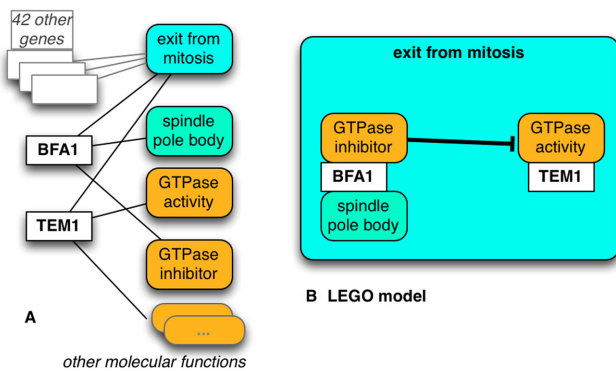 42 other
genes
exit from
mitosis
spindle
pole body
BFA1
GTPase
activity
TEM1
GTPase
inhibitor
...
A
other molecular functions
exit from mitosis
GTPase
inhibitor
BFA1
spindle
pole body
GTPase
activity
TEM1
B LEGO model